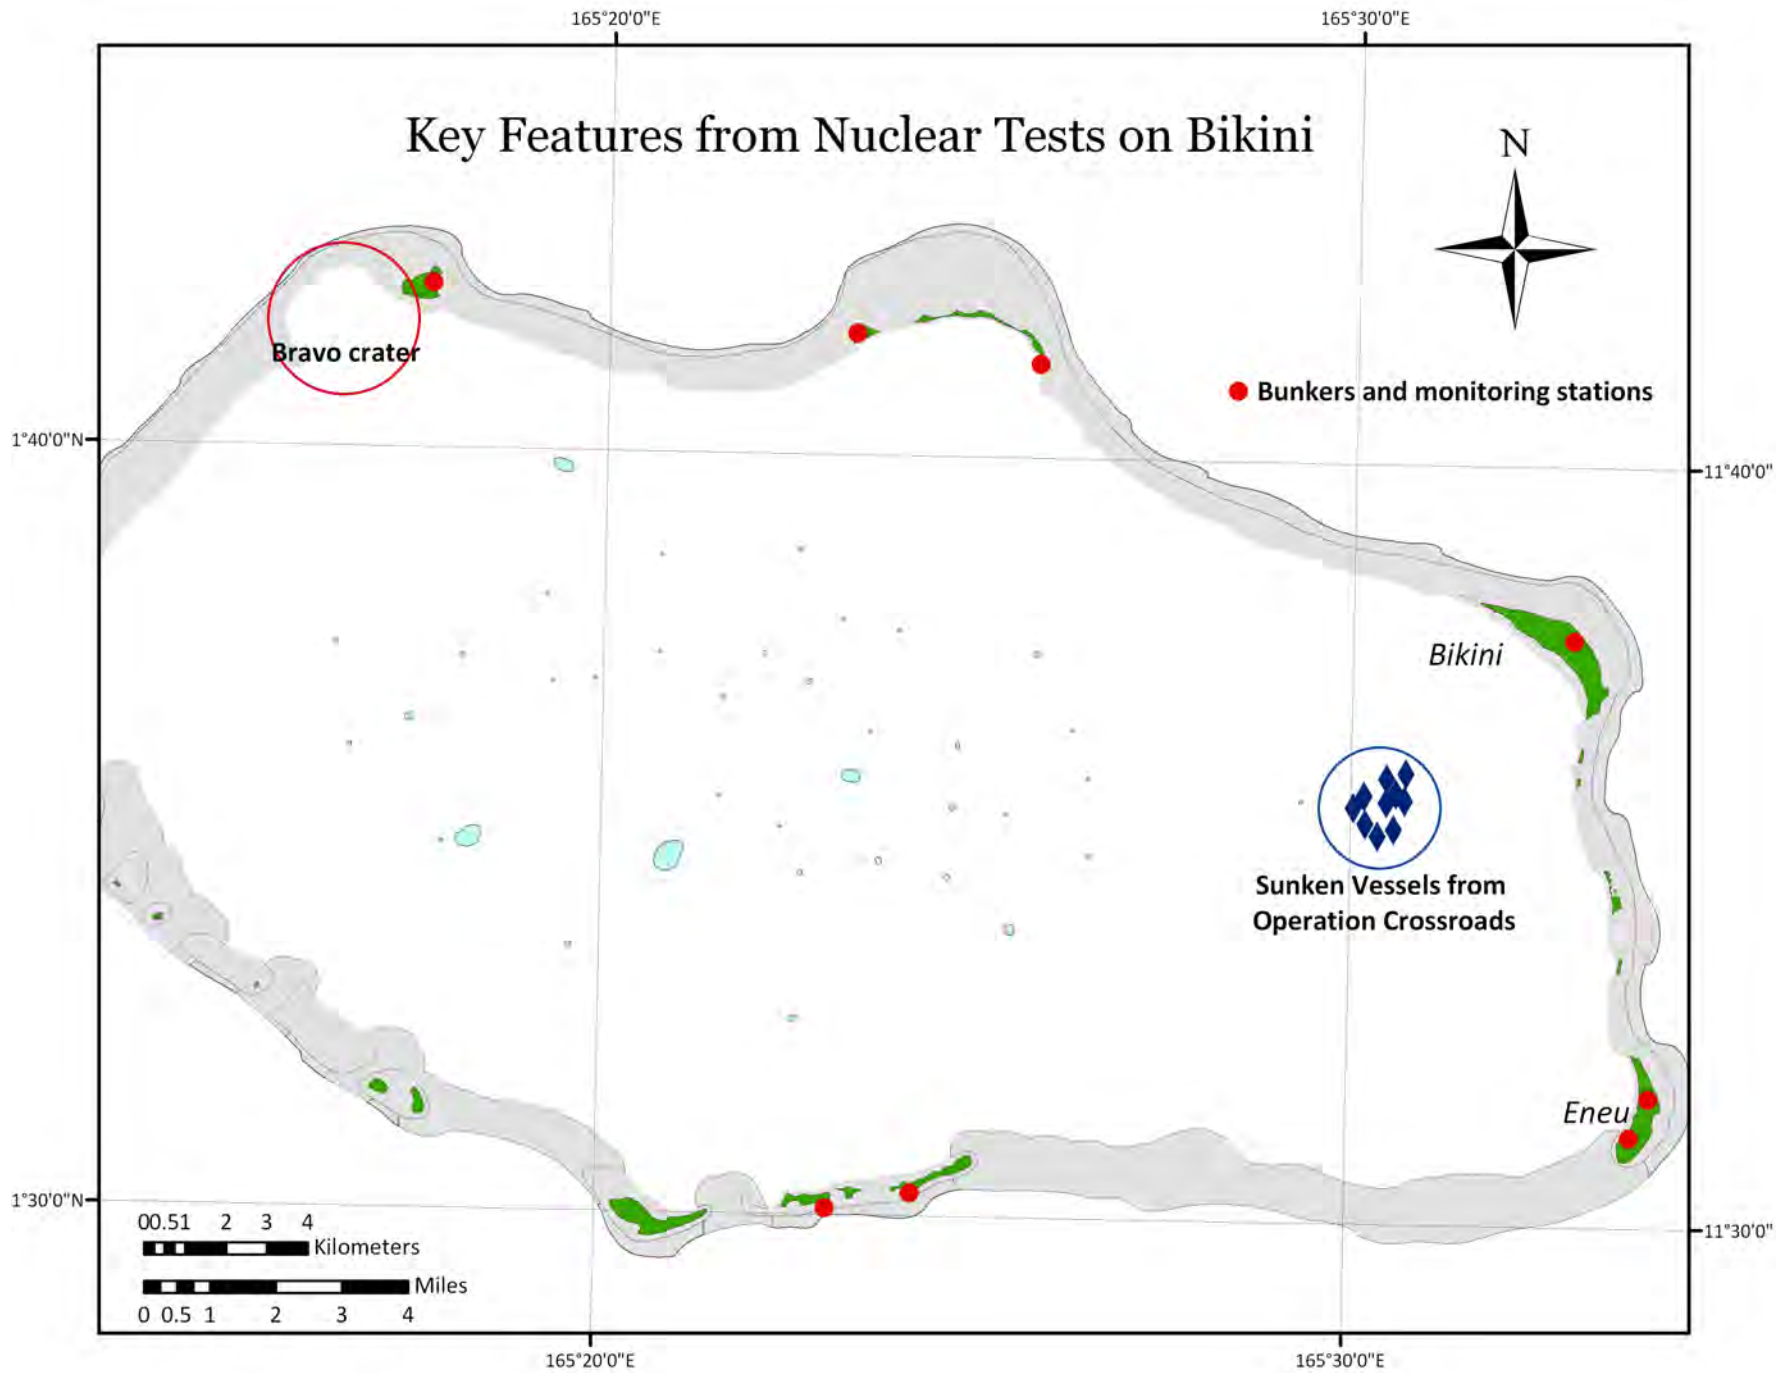 165°20'0"E
165°30'0"E
Key Features from Nuclear Tests on Bikini
N
Bravo crater
Bunkers and monitoring stations
1°40'0"N
11°40'0"
Bikini
Sunken Vessels from
Operation Crossroads
Eneu
1°30'0"N
11°30'0"
00.51 2 3 4
Kilometers
Miles
0 0.5 1 2 3 4
165°20'0"E
165°30'0"E